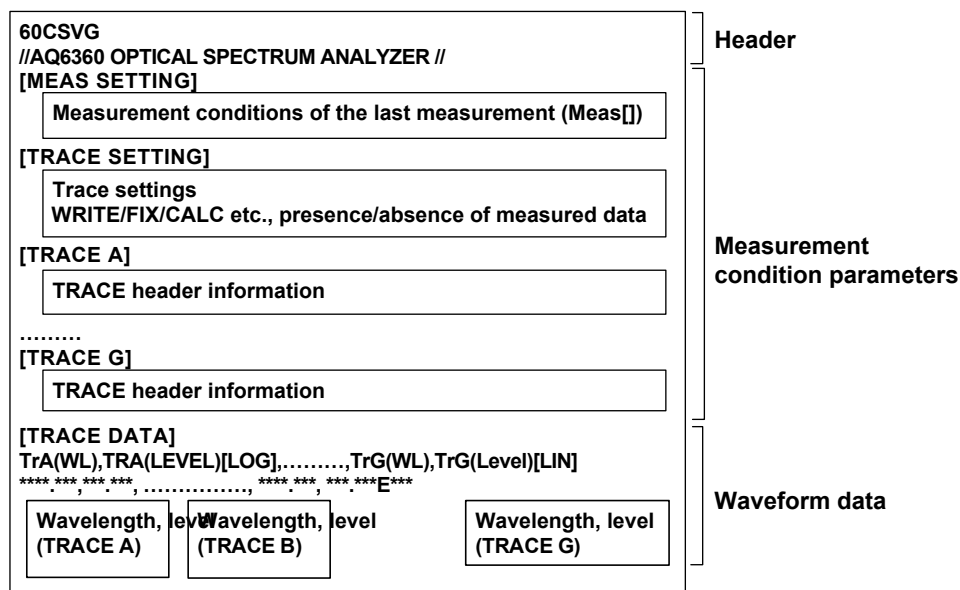 60CSVG
//AQ6360 OPTICAL SPECTRUM ANALYZER //
[MEAS SETTING]
Measurement conditions of the last measurement (Meas[])
[TRACE SETTING]
Trace settings
WRITE/FIX/CALC etc., presence/absence of measured data
[TRACE A]
TRACE header information
………
[TRACE G]
TRACE header information
[TRACE DATA]
TrA(WL),TRA(LEVEL)[LOG],………,TrG(WL),TrG(Level)[LIN]
****.***,***.***, ……………, ****.***, ***.***E***
Wavelength, level
(TRACE A)
Wavelength, level
(TRACE B)
Wavelength, level
(TRACE G)
Header
Measurement
condition parameters
Waveform data